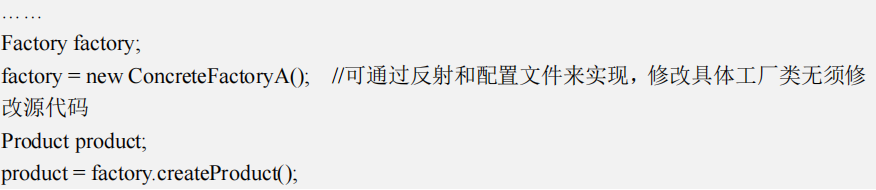 ……
Factory factory;
factory = new ConcreteFactoryA();    //可通过反射和配置文件来实现，修改具体工厂类无须修
改源代码
Product product;
product = factory.createProduct();